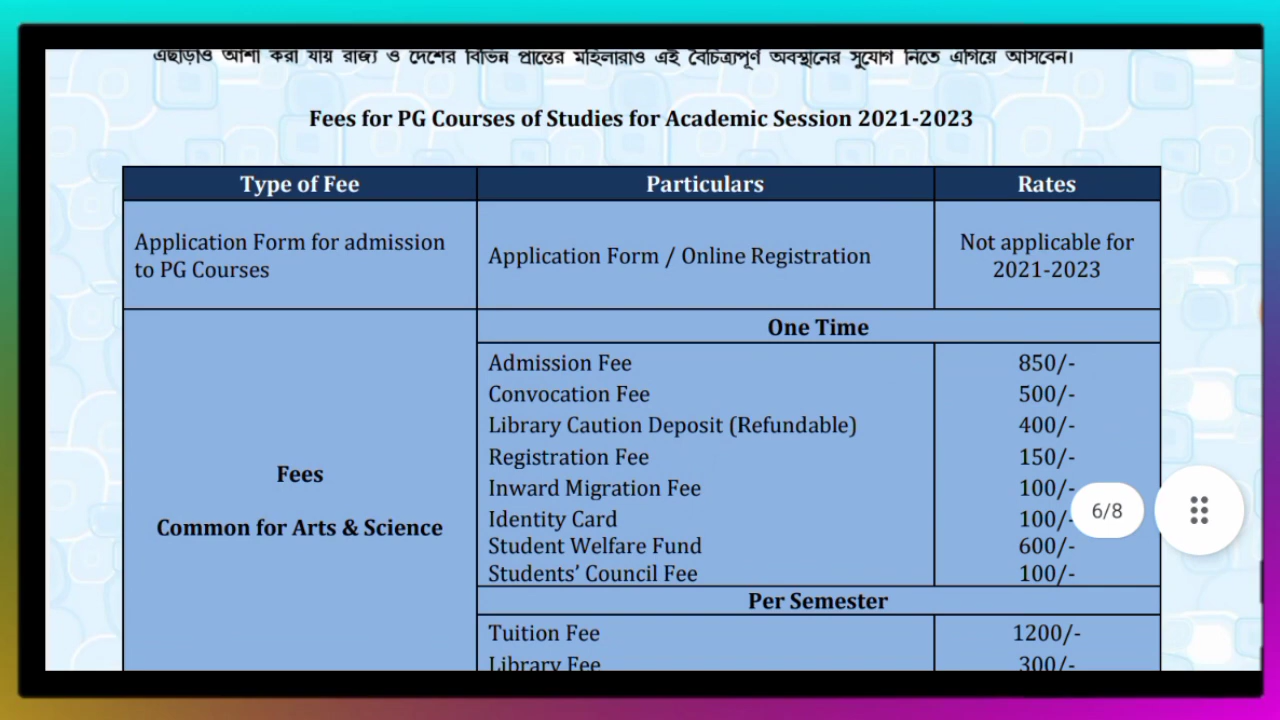 এছাড়াও আশা করা যায় রাজ্য ও দেশের বিভিন্ন প্রান্তের মহিলারাও এই বৈচিত্র্যপূর্ণ অবস্থানের সুযোগ নিতে এগিয়ে আসবেন।
Fees for PG Courses of Studies for Academic Session 2021-2023
Type of Fee Particulars Rates
Application Form for admission to PG Courses Application Form / Online Registration Not applicable for 2021-2023
One Time
Admission Fee 850/-
Convocation Fee 500/-
Library Caution Deposit (Refundable) 400/-
Registration Fee 150/-
Inward Migration Fee 100/-
Identity Card 100/-
Student Welfare Fund 600/-
Students’ Council Fee 100/-
Fees
Common for Arts & Science
Per Semester
Tuition Fee 1200/-
Library Fee 300/-
6/8